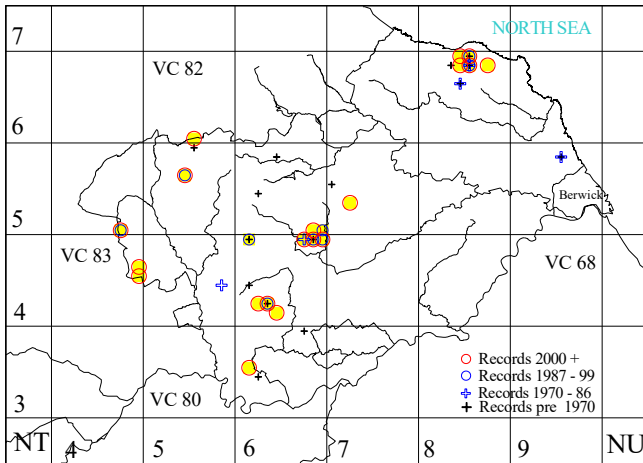 NORTH SEA
7
VC 82
6
Berwick
5
VC 83
VC 68
4
Records 2000 +
Records 1987 - 99
Records 1970 - 86
VC 80
Records pre 1970
3
NT 4 5 6 7 8 9 NU